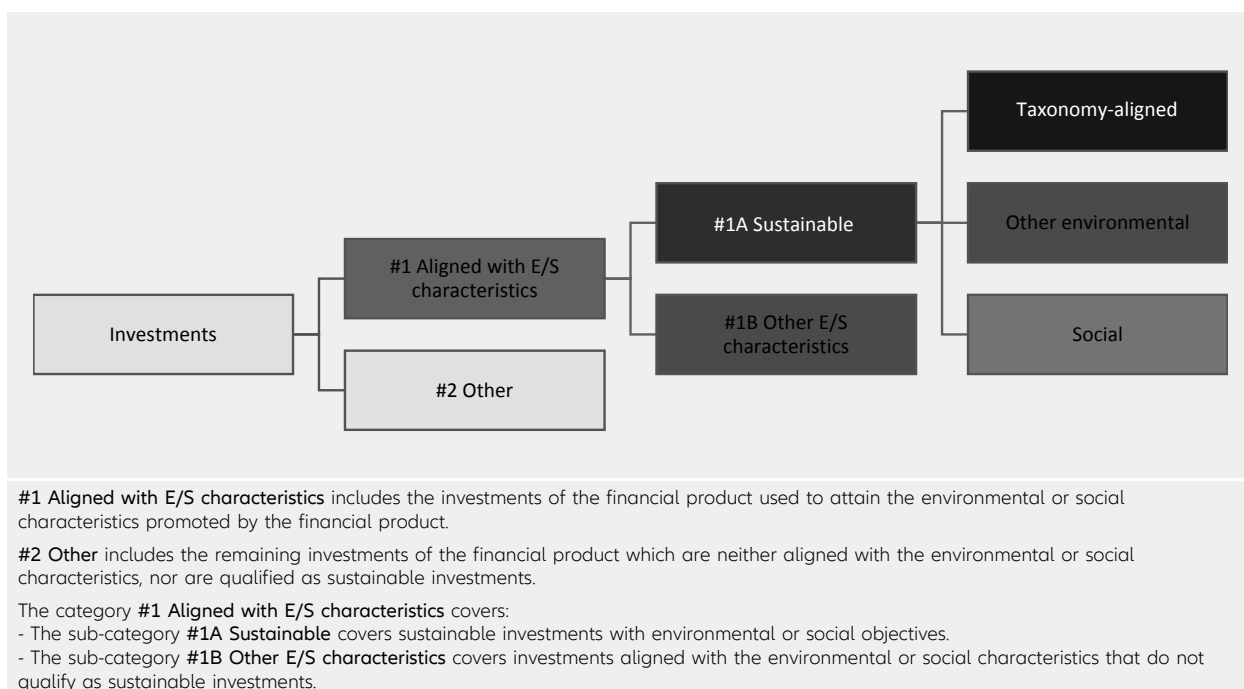 Taxonomy-aligned
#1A Sustainable
Other environmental
#1 Aligned with E/S
characteristics
Investments
#1B Other E/S
characteristics
Social
#2 Other
#1 Aligned with E/S characteristics includes the investments of the financial product used to attain the environmental or social
characteristics promoted by the financial product.
#2 Other includes the remaining investments of the financial product which are neither aligned with the environmental or social
characteristics, nor are qualified as sustainable investments.
The category #1 Aligned with E/S characteristics covers:
- The sub-category #1A Sustainable covers sustainable investments with environmental or social objectives.
- The sub-category #1B Other E/S characteristics covers investments aligned with the environmental or social characteristics that do not
qualify as sustainable investments.